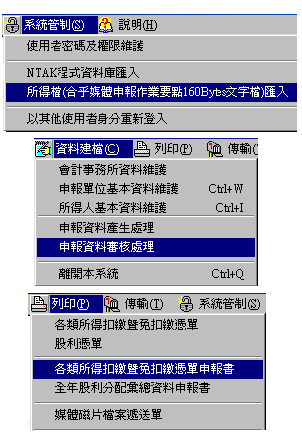 系統管制(S) 說明(H)
使用者密碼及權限維護
NTAK程式資料庫匯入
所得檔(合乎媒體申報作業要點160Bytes文字檔)匯入
以其他使用者身分重新登入
資料建檔(C) 列印(P) 傳輸(
會計事務所資料維護
申報單位基本資料維護 Ctrl+W
所得人基本資料維護 Ctrl+I
申報資料產生處理
申報資料審核處理
離開本系統 Ctrl+Q
列印(P) 傳輸(T) 系統管制(S)
各類所得扣繳暨免扣繳憑單
股利憑單
各類所得扣繳暨免扣繳憑單申報書
全年股利分配彙總資料申報書
媒體磁片檔案遞送單